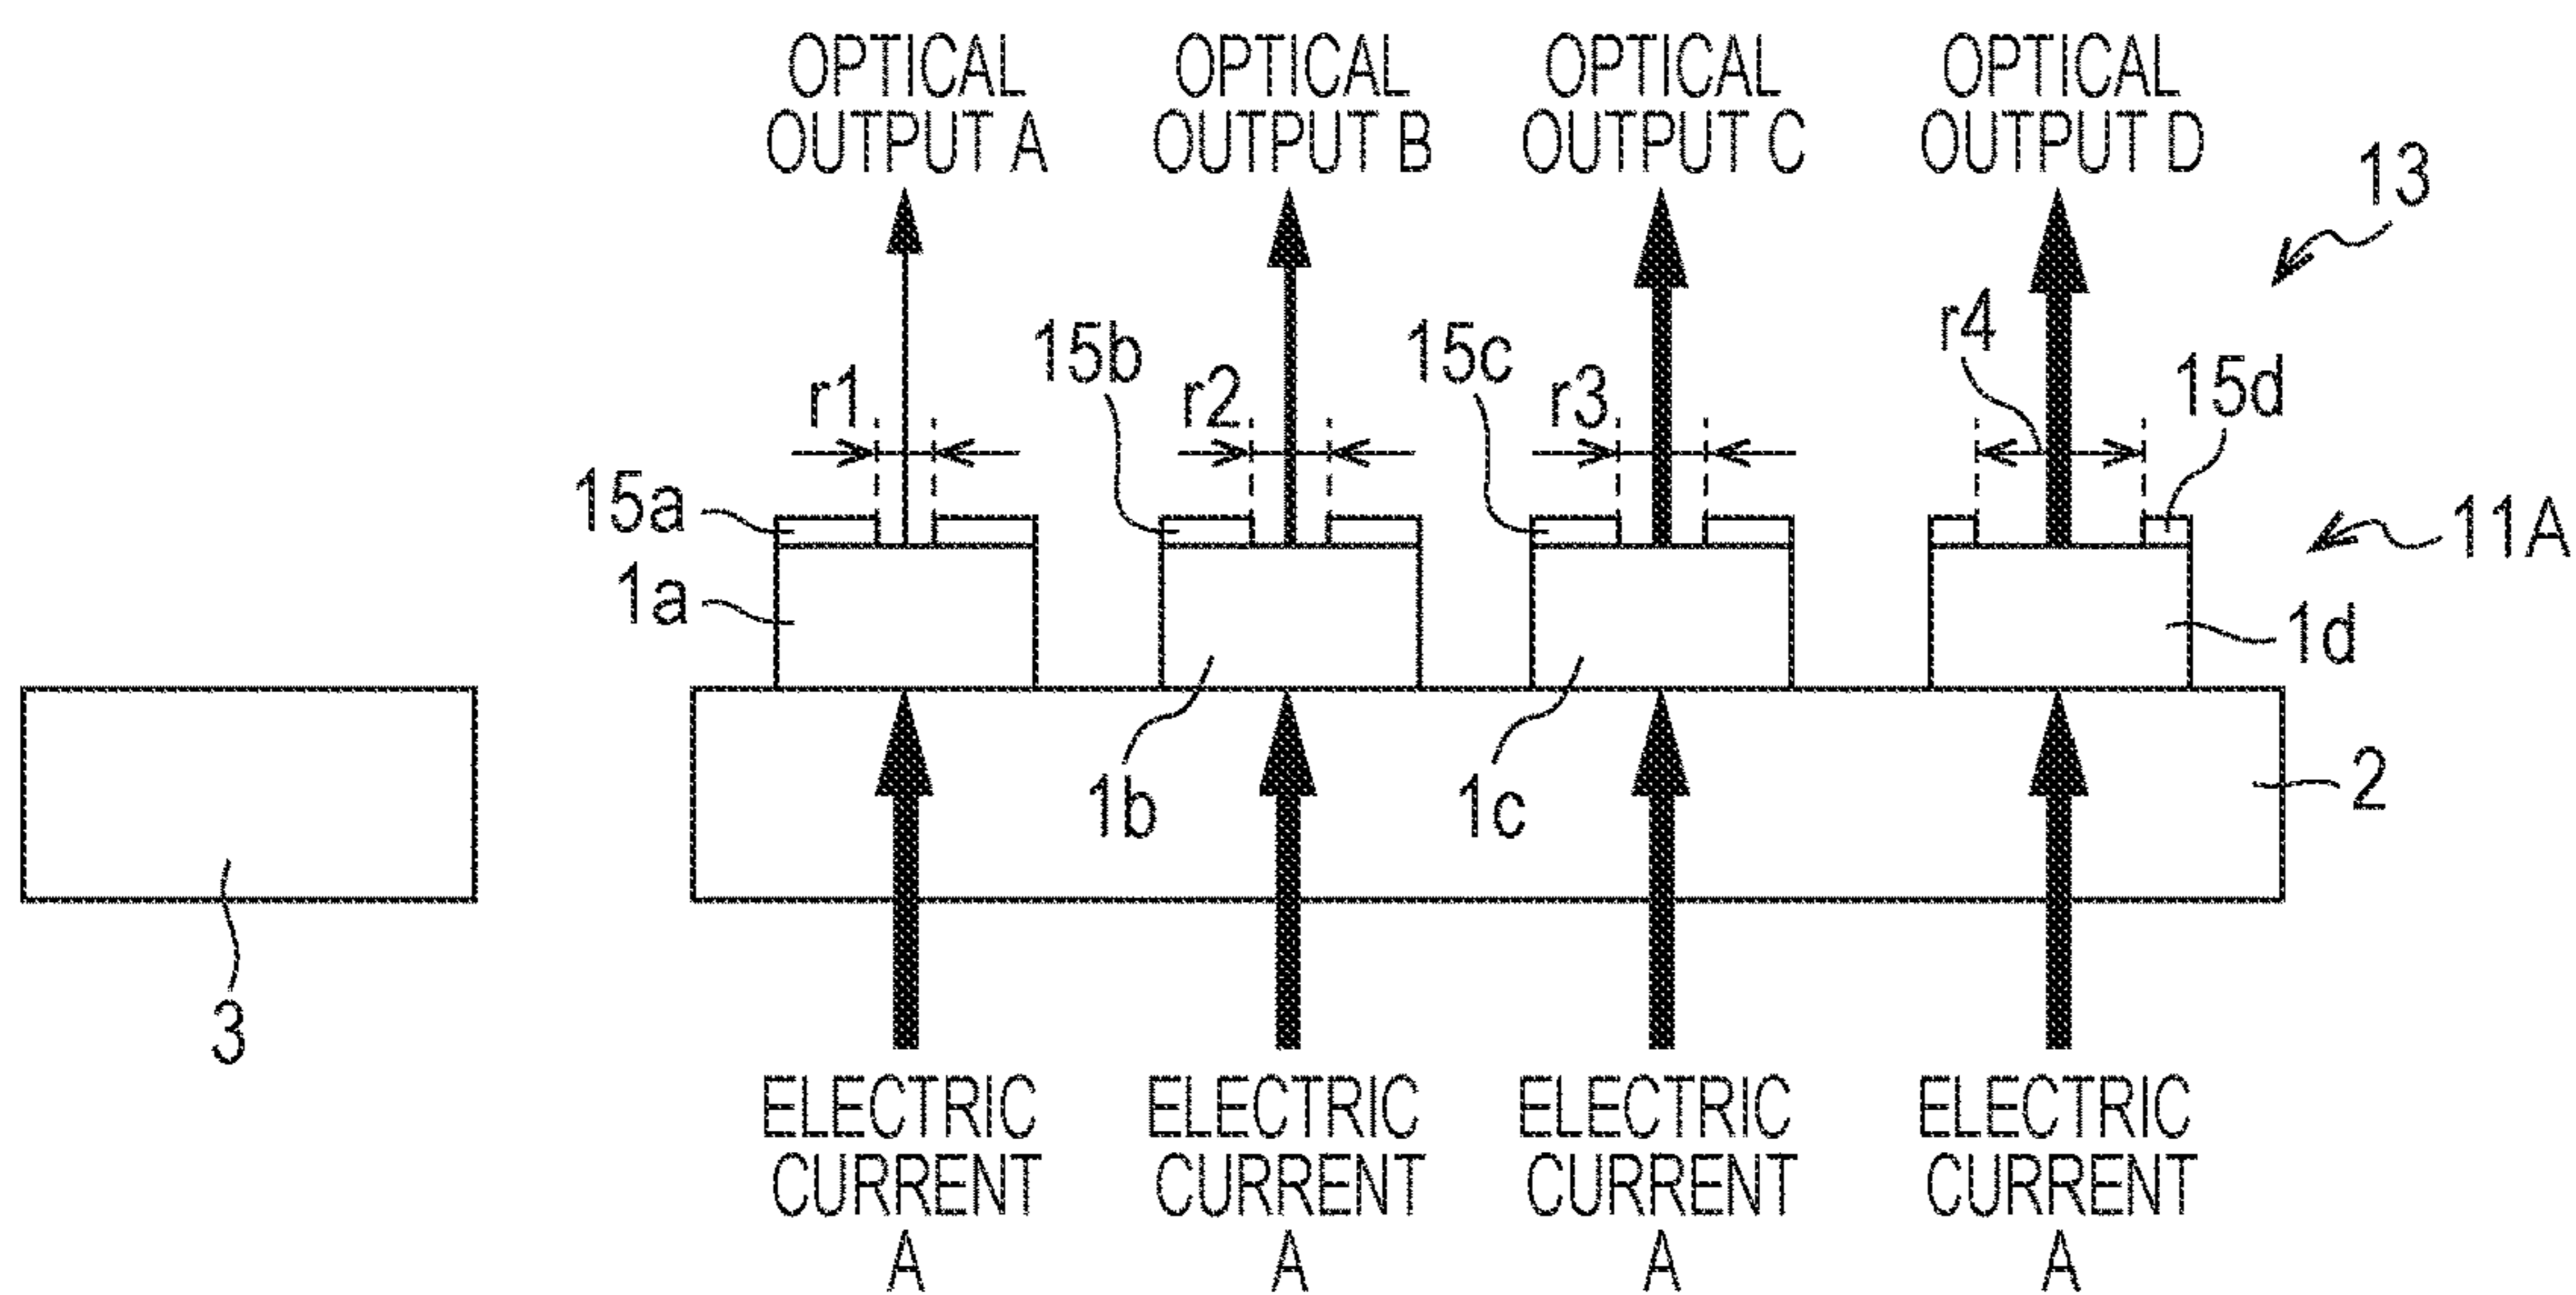 OPTICAL
OUTPUT A
OPTICAL
OUTPUT B
OPTICAL
OUTPUT C
OPTICAL
OUTPUT D
13
r4
15b
15c
15d
r1
r2
r3
15a
11A
1a
1d
2
1b
1c
3
ELECTRIC
CURRENT
A
ELECTRIC
CURRENT
A
ELECTRIC
CURRENT
A
ELECTRIC
CURRENT
A